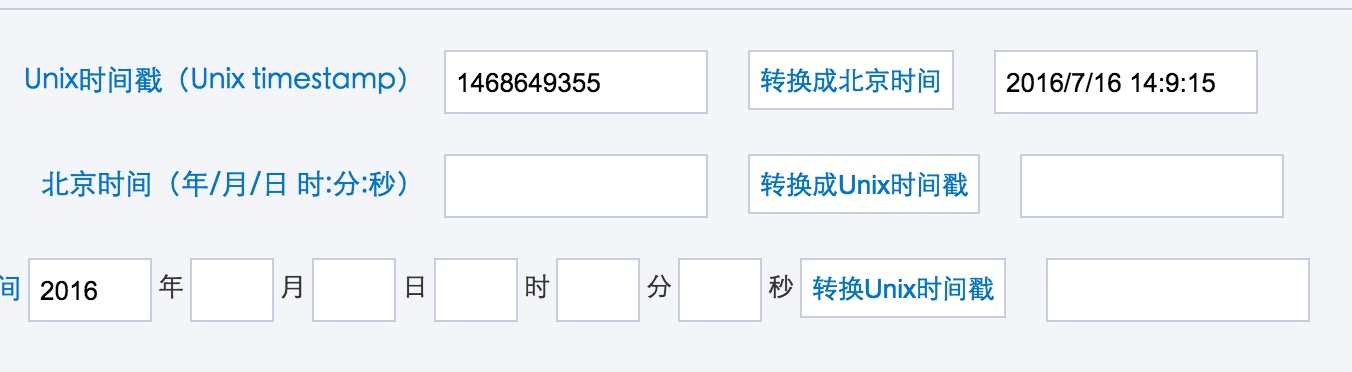 Unix时间戳（Unix timestamp） 1468649355 转换成北京时间 2016/7/16 14:9:15
北京时间（年/月/日 时:分:秒） 转换成Unix时间戳
间 2016 年 月 日 时 分 秒 转换Unix时间戳